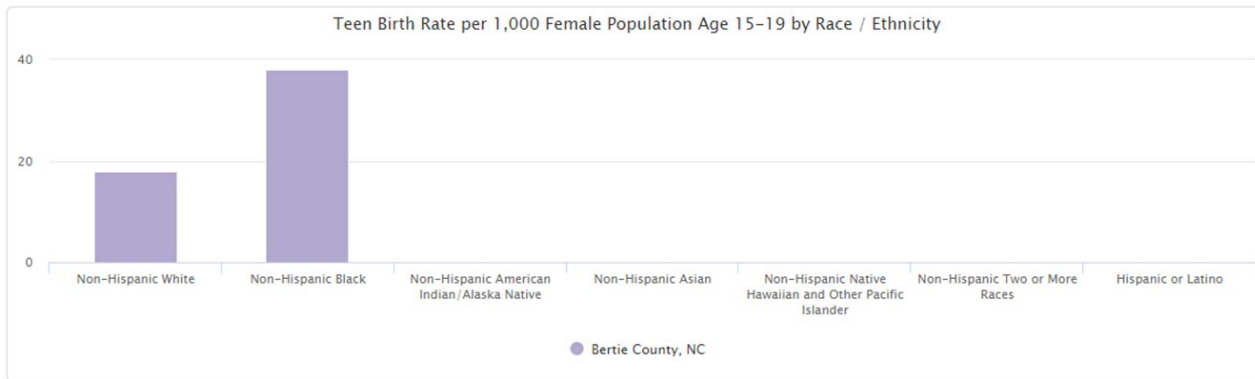 Teen Birth Rate per 1,000 Female Population Age 15-19 by Race / Ethnicity
40
20
0
Non-Hispanic White
Non-Hispanic Black
Non-Hispanic American
Indian/Alaska Native
Non-Hispanic Asian
Non-Hispanic Native
Hawaiian and Other Pacific
Islander
Non-Hispanic Two or More
Races
Hispanic or Latino
Bertie County, NC